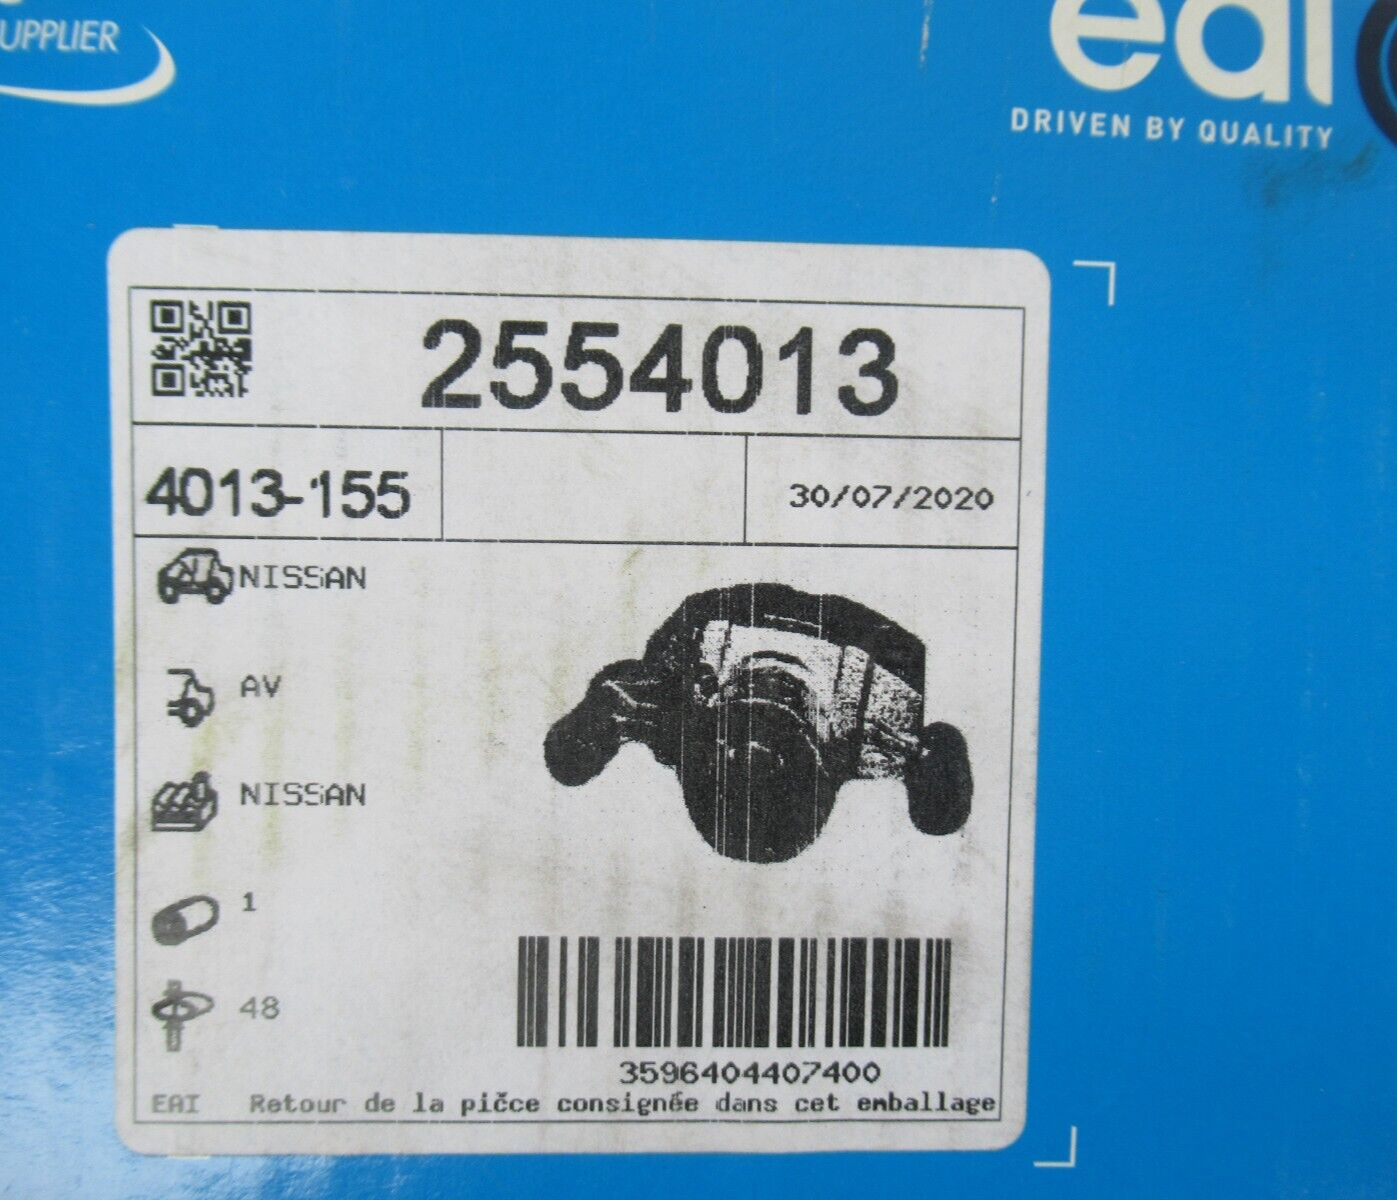 UPPLIER
eai
DRIVEN BY QUALITY
2554013
4013-155
30/07/2020
NISSAN
AV
NISSAN
1
48
3596404407400
EAI Retour de la pičce consignée dans cet emballage